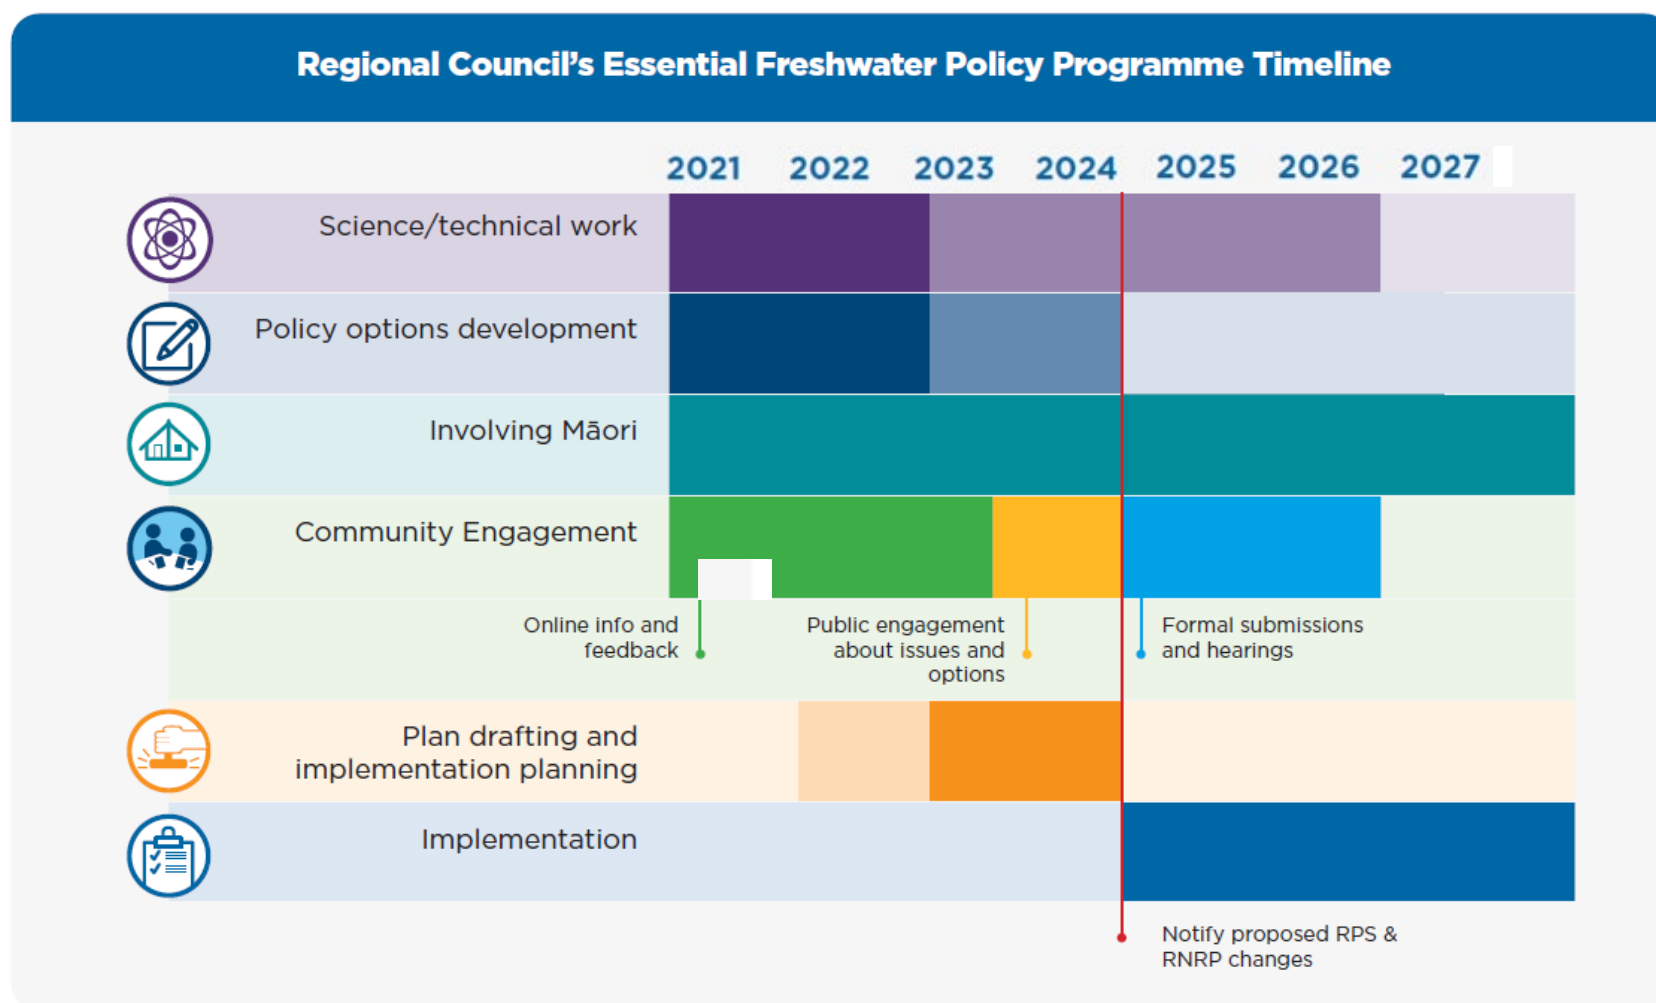 Regional Council's Essential Freshwater Policy Programme Timeline
2021 2022 2023 2024 2025 2026 2027
Science/technical work
Policy options development
Involving Māori
Community Engagement
Online info and
feedback
Public engagement
about issues and
options
Formal submissions
and hearings
Plan drafting and
implementation planning
Implementation
Notify proposed RPS &
RNRP changes